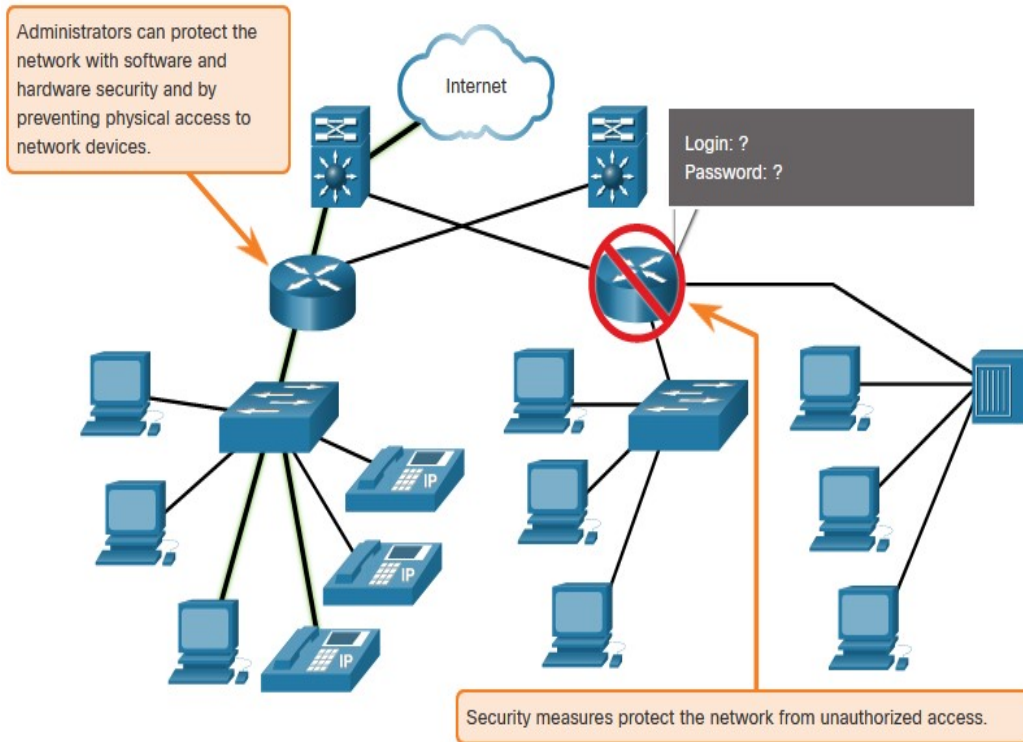 Administrators can protect the
network with software and
hardware security and by
preventing physical access to
network devices.
Internet
Login: ?
Password: ?
IP
IP
IP
Security measures protect the network from unauthorized access.